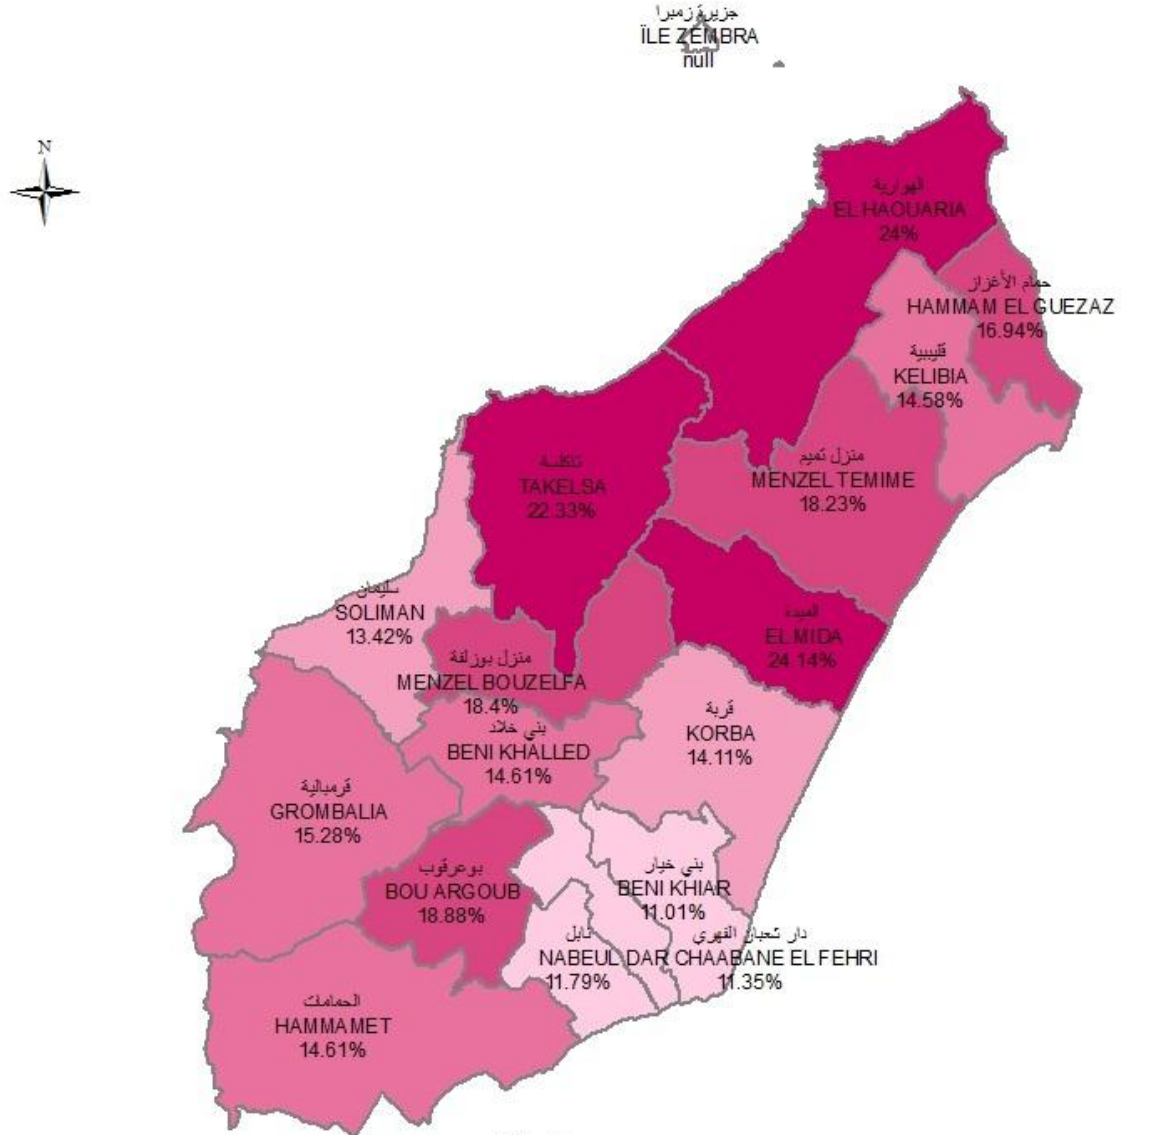 جزيرة زمبرا
ÎLE ZEMBRA
null
N
الهوارية
EL HAOUARIA
24%
حمام الأغزاز
HAMMAM EL GUEZAZ
16.94%
قليبية
KELIBIA
14.58%
منزل تميم
MENZEL TEMIME
18.23%
تاكلسة
TAKELSA
22.33%
سليمان
SOLIMAN
13.42%
الميده
EL MIDA
24.14%
منزل بوزلفة
MENZEL BOUZELFA
18.4%
قربة
KORBA
14.11%
بني خلاد
BENI KHALLED
14.61%
قرمبالية
GROMBALIA
15.28%
بوعرقوب
BOU ARGOUB
18.88%
بني خيار
BENI KHIAR
11.01%
نابل
NABEUL
11.79%
دار شعبان الفهري
DAR CHAABANE EL FEHRI
11.35%
الحمامات
HAMMAMET
14.61%